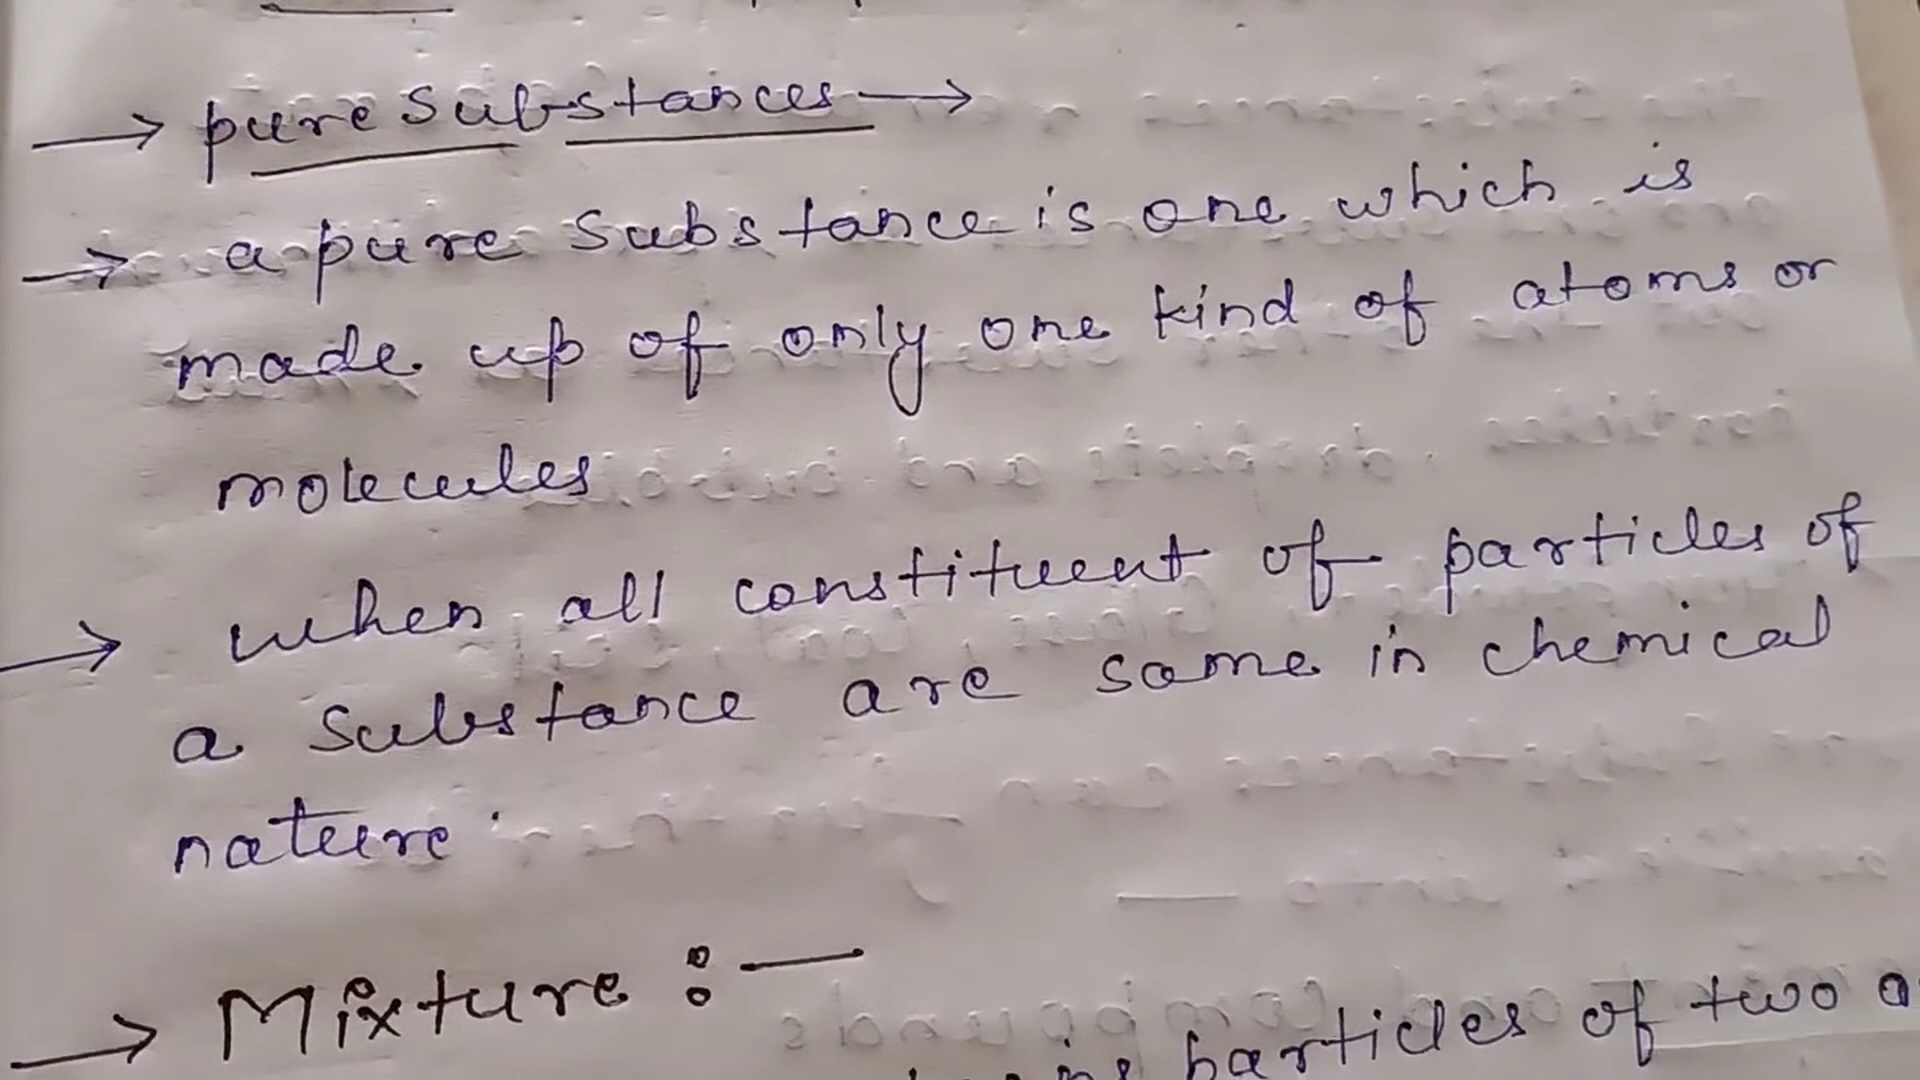 → pure substances →
→ a pure substance is one which is
made up of only one kind of atoms or
molecules
→ when all constituent of particles of
a substance are same in chemical
nature.
→ Mixture :-
particles of two